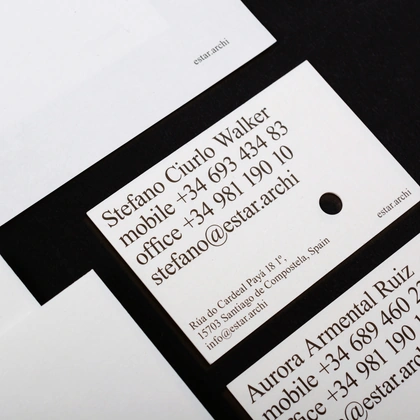 estar.archi
Stefano Ciurlo Walker
mobile +34 693 434 83
office +34 981 190 10
stefano@estar.archi
Rúa do Cardeal Payá 18 1º,
15703 Santiago de Compostela, Spain
info@estar.archi
estar.archi
Aurora Armental Ruiz
mobile +34 689 460
office +34 981 190
@estar.archi